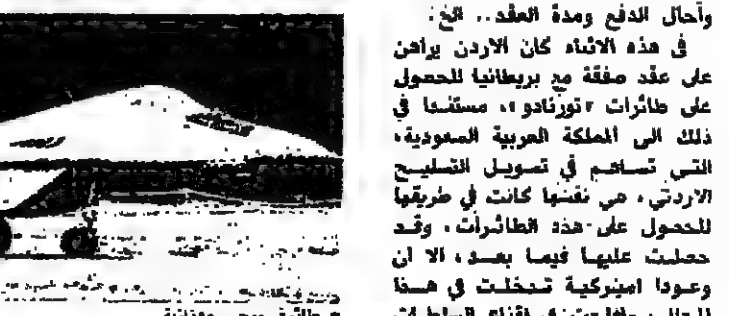 وآجال الدفع ومدة العقد.. الخ.
في هذه الاثناء كان الاردن يراهن
على عقد صفقة مع بريطانيا للحصول
على طائرات «تورنادو»، مستندا في
ذلك الى المملكة العربية السعودية،
التي تساهم في تمويل التسليح
الاردني، هي نفسها كانت في طريقها
للحصول على هذه الطائرات، وقد
حصلت عليها فيما بعد، الا ان
وعودا اميركية تدخلت في هذا